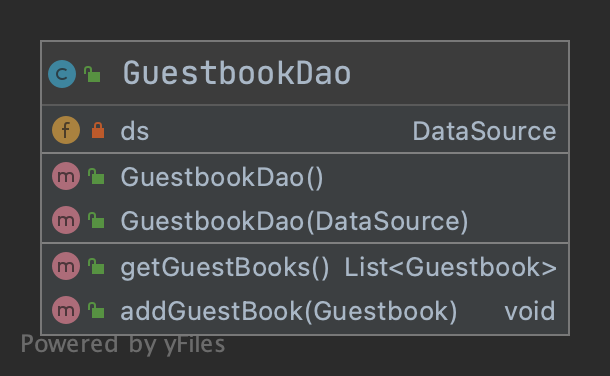 C GuestbookDao
f ds DataSource
m GuestbookDao()
m GuestbookDao(DataSource)
m getGuestBooks() List<Guestbook>
m addGuestBook(Guestbook) void
Powered by yFiles